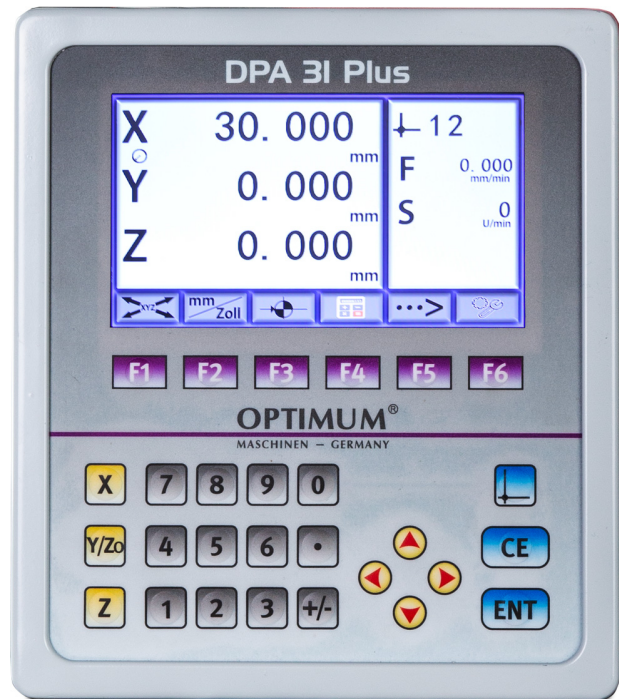 DPA 31 Plus
X 30. 000 mm
Y 0. 000 mm
Z 0. 000 mm
12
F 0. 000 mm/min
S 0 U/min
XYZ mm Zoll ···>
F1 F2 F3 F4 F5 F6
OPTIMUM®
MASCHINEN – GERMANY
X 7 8 9 0
Y/Zo 4 5 6 • CE
Z 1 2 3 +/- ENT